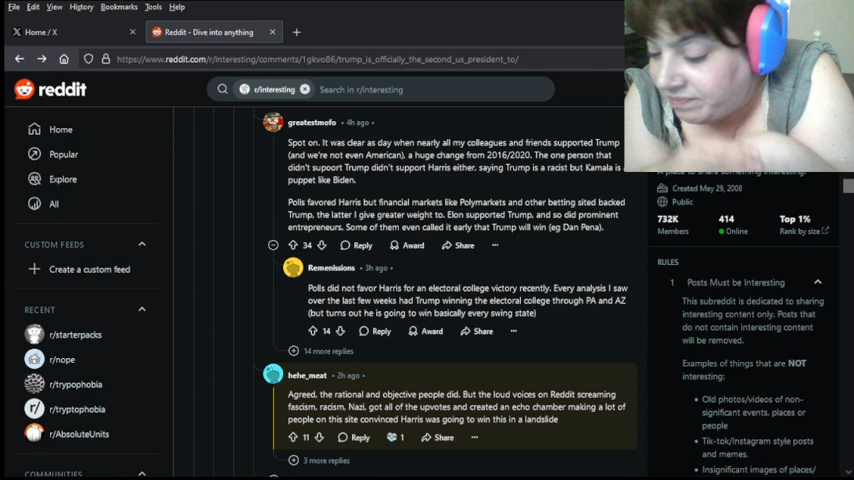 File Edit View History Bookmarks Tools Help
Home / X
Reddit - Dive into anything
https://www.reddit.com/r/interesting/comments/1gkvo86/trump_is_officially_the_second_us_president_to/
reddit
r/interesting Search in r/interesting
Home
Popular
Explore
All
CUSTOM FEEDS
Create a custom feed
RECENT
r/starterpacks
r/nope
r/trypophobia
r/tryptophobia
r/AbsoluteUnits
COMMUNITIES
greatestmofo • 4h ago •
Spot on. It was clear as day when nearly all my colleagues and friends supported Trump
(and we're not even American), a huge change from 2016/2020. The one person that
didn't support Trump didn't support Harris either, saying Trump is a racist but Kamala is a
puppet like Biden.
Polls favored Harris but financial markets like Polymarkets and other betting sited backed
Trump, the latter I give greater weight to. Elon supported Trump, and so did prominent
entrepreneurs. Some of them even called it early that Trump will win (eg Dan Pena).
34 Reply Award Share ...
Remenissions • 3h ago •
Polls did not favor Harris for an electoral college victory recently. Every analysis I saw
over the last few weeks had Trump winning the electoral college through PA and AZ
(but turns out he is going to win basically every swing state)
14 Reply Award Share ...
14 more replies
hehe_meat • 2h ago •
Agreed, the rational and objective people did. But the loud voices on Reddit screaming
fascism, racism, Nazi, got all of the upvotes and created an echo chamber making a lot of
people on this site convinced Harris was going to win this in a landslide
11 Reply 1 Share ...
3 more replies
A place to share something interesting.
Created May 29, 2008
Public
732K 414 Top 1%
Members Online Rank by size
RULES
1 Posts Must be Interesting
This subreddit is dedicated to sharing
interesting content only. Posts that
do not contain interesting content
will be removed.
Examples of things that are NOT
interesting:
• Old photos/videos of non-
significant events, places or
people
• Tik-tok/Instagram style posts
and memes.
• Insignificant images of places/